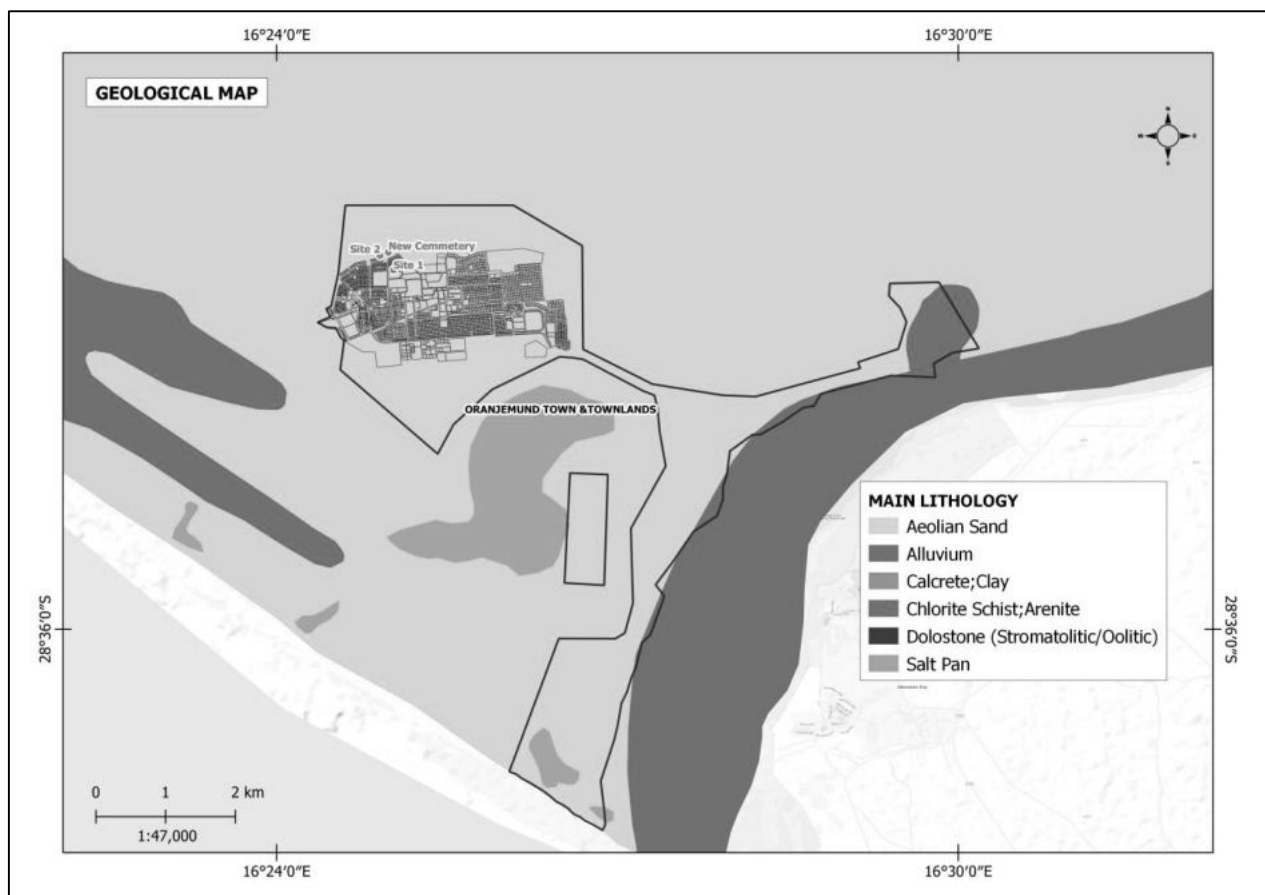 16°24'0"E
16°30'0"E
GEOLOGICAL MAP
N
W
E
S
Site 2
New Cemmetery
Site 1
ORANJEMUND TOWN &TOWNLANDS
MAIN LITHOLOGY
Aeolian Sand
Alluvium
Calcrete;Clay
Chlorite Schist;Arenite
Dolostone (Stromatolitic/Oolitic)
Salt Pan
28°36'0"S
28°36'0"S
0 1 2 km
1:47,000
16°24'0"E
16°30'0"E